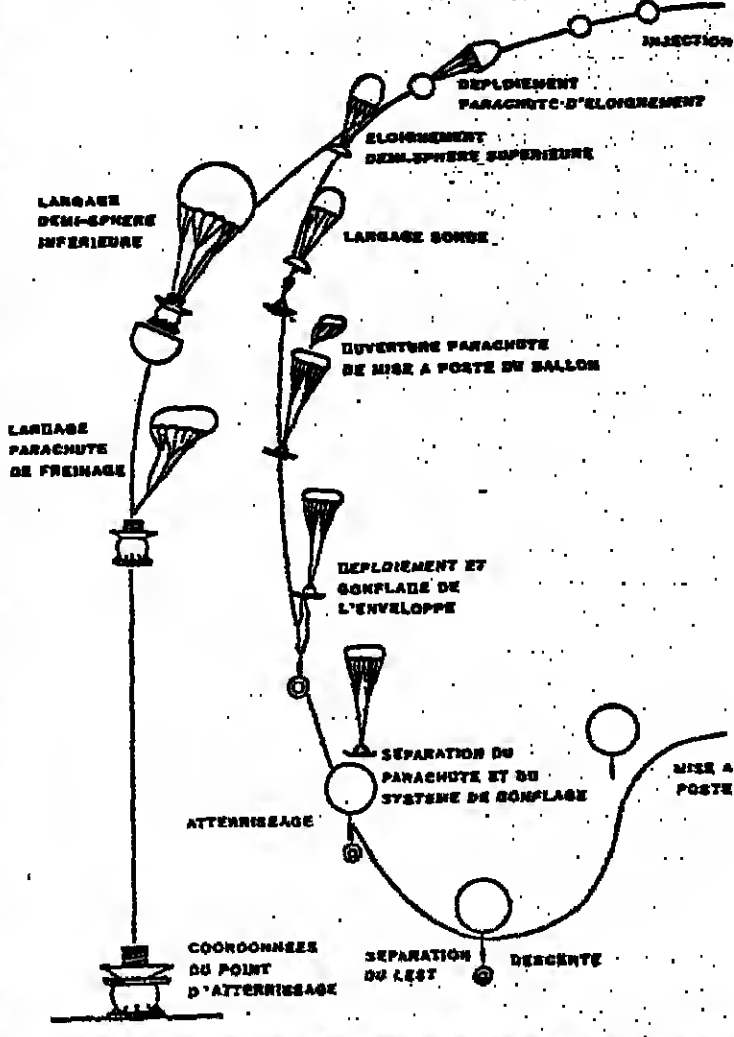 INJECTION
DEPLOIEMENT
PARACHUTE-D'ELOIGNEMENT
ELOIGNEMENT
DEMI-SPHERE SUPERIEURE
LARGAGE
DEMI-SPHERE
INFERIEURE
LARGAGE SONDE
OUVERTURE PARACHUTE
DE MISE A POSTE DU BALLON
LARGAGE
PARACHUTE
DE FREINAGE
DEPLOIEMENT ET
GONFLAGE DE
L'ENVELOPPE
SEPARATION DU
PARACHUTE ET DU
SYSTEME DE GONFLAGE
MISE A
POSTE
ATTERRISSAGE
COORDONNEES
DU POINT
D'ATTERRISSAGE
SEPARATION
DU LEST
DESCENTE